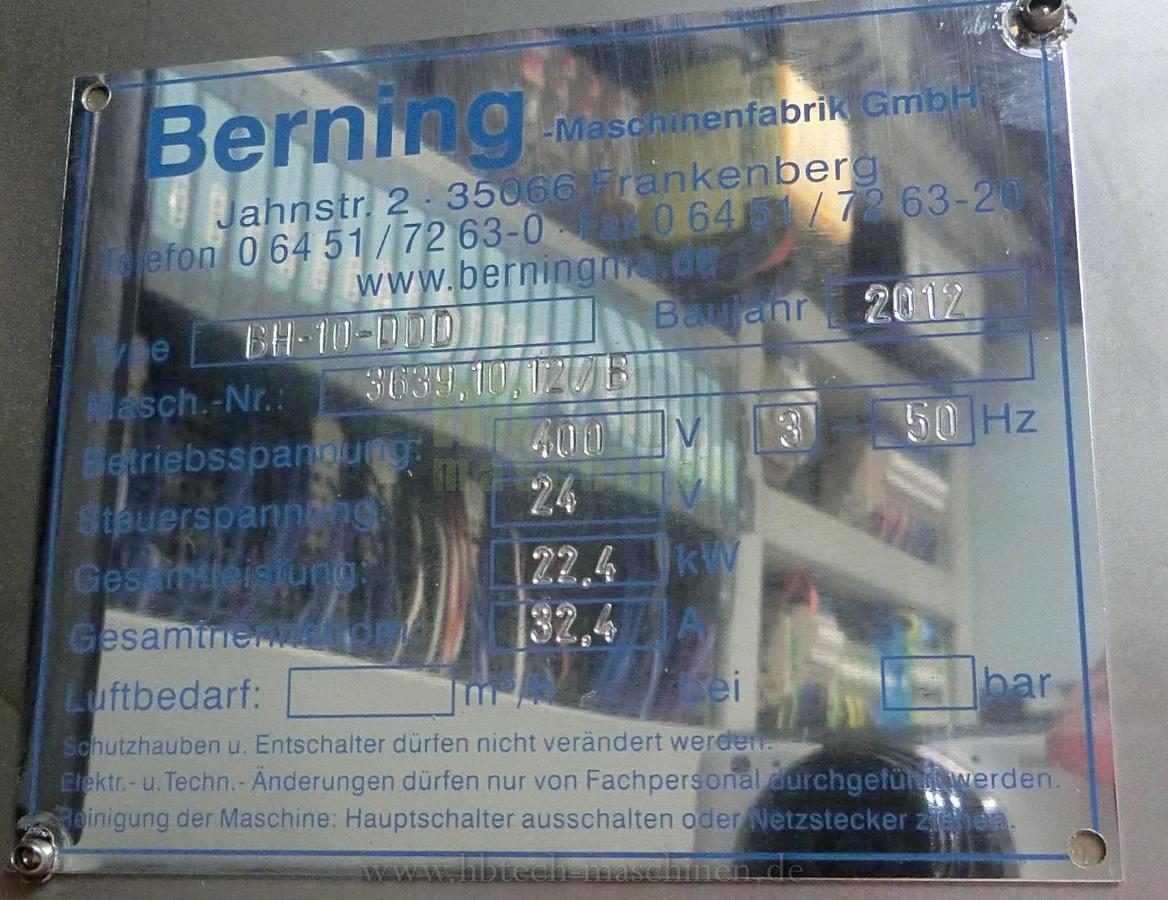 Berning -Maschinenfabrik GmbH
Jahnstr. 2 · 35066 Frankenberg
Telefon 0 64 51 / 72 63-0 · Fax 0 64 51 / 72 63-20
www.berningma.de
Type BH-10-DDD Baujahr 2012
Masch.-Nr.: 3639,10,12/B
Betriebsspannung: 400 V 3 ~ 50 Hz
Steuerspannung: 24 V
Gesamtleistung: 22,4 kW
Gesamtnennstrom: 32,4 A
Luftbedarf: m³/h bei bar
Schutzhauben u. Entschalter dürfen nicht verändert werden.
Elektr.- u. Techn.- Änderungen dürfen nur von Fachpersonal durchgeführt werden.
Reinigung der Maschine: Hauptschalter ausschalten oder Netzstecker ziehen.
maschinen
www.hbtech-maschinen.de